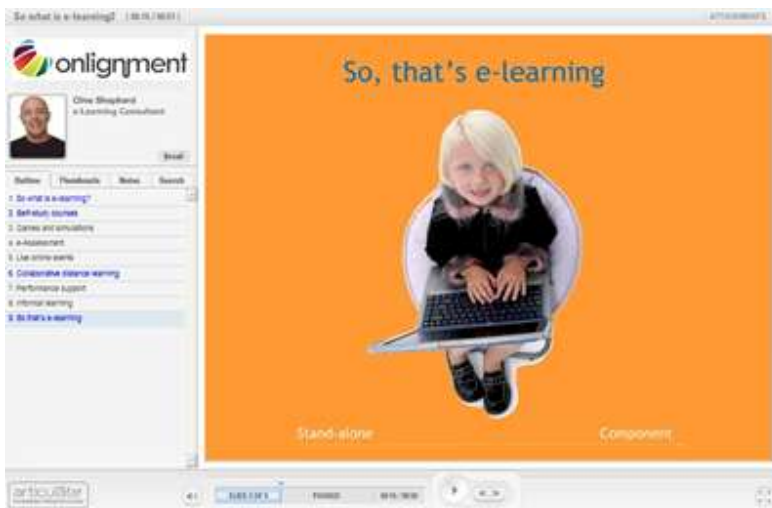 So what is e-learning?
ATTACHMENTS
onlignment
Clive Shepherd
e-Learning Consultant
Email
Outline Thumbnails Notes Search
1 So what is e-learning?
2 Self-study courses
3 Games and simulations
4 e-Assessment
5 Live online events
6 Collaborative distance learning
7 Performance support
8 Informal learning
9 So that's e-learning
So, that's e-learning
Stand-alone
Component
articulate